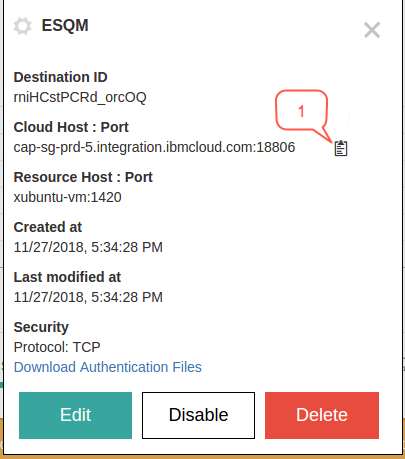 ESQM
Destination ID
rniHCstPCRd_orcOQ
1
Cloud Host : Port
cap-sg-prd-5.integration.ibmcloud.com:18806
Resource Host : Port
xubuntu-vm:1420
Created at
11/27/2018, 5:34:28 PM
Last modified at
11/27/2018, 5:34:28 PM
Security
Protocol: TCP
Download Authentication Files
Edit Disable Delete